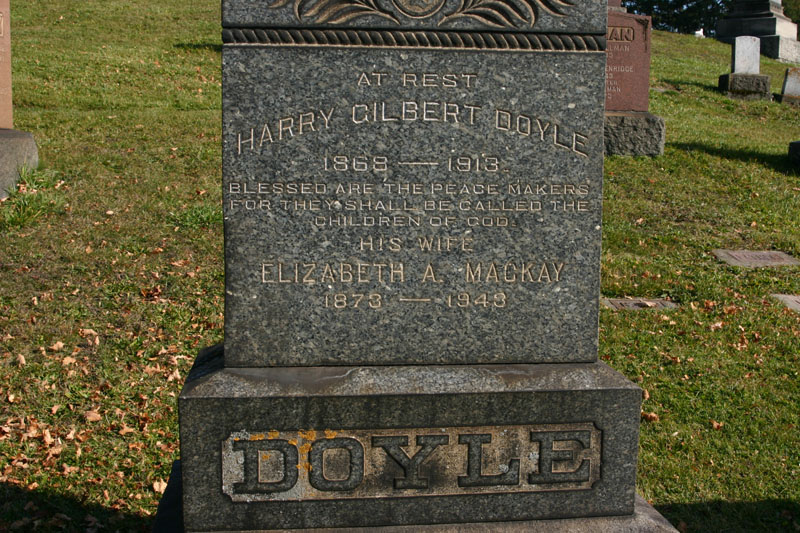 AT REST
HARRY GILBERT DOYLE
1868 — 1913
BLESSED ARE THE PEACE MAKERS
FOR THEY SHALL BE CALLED THE
CHILDREN OF GOD.
HIS WIFE
ELIZABETH A. MACKAY
1873 — 1943
DOYLE